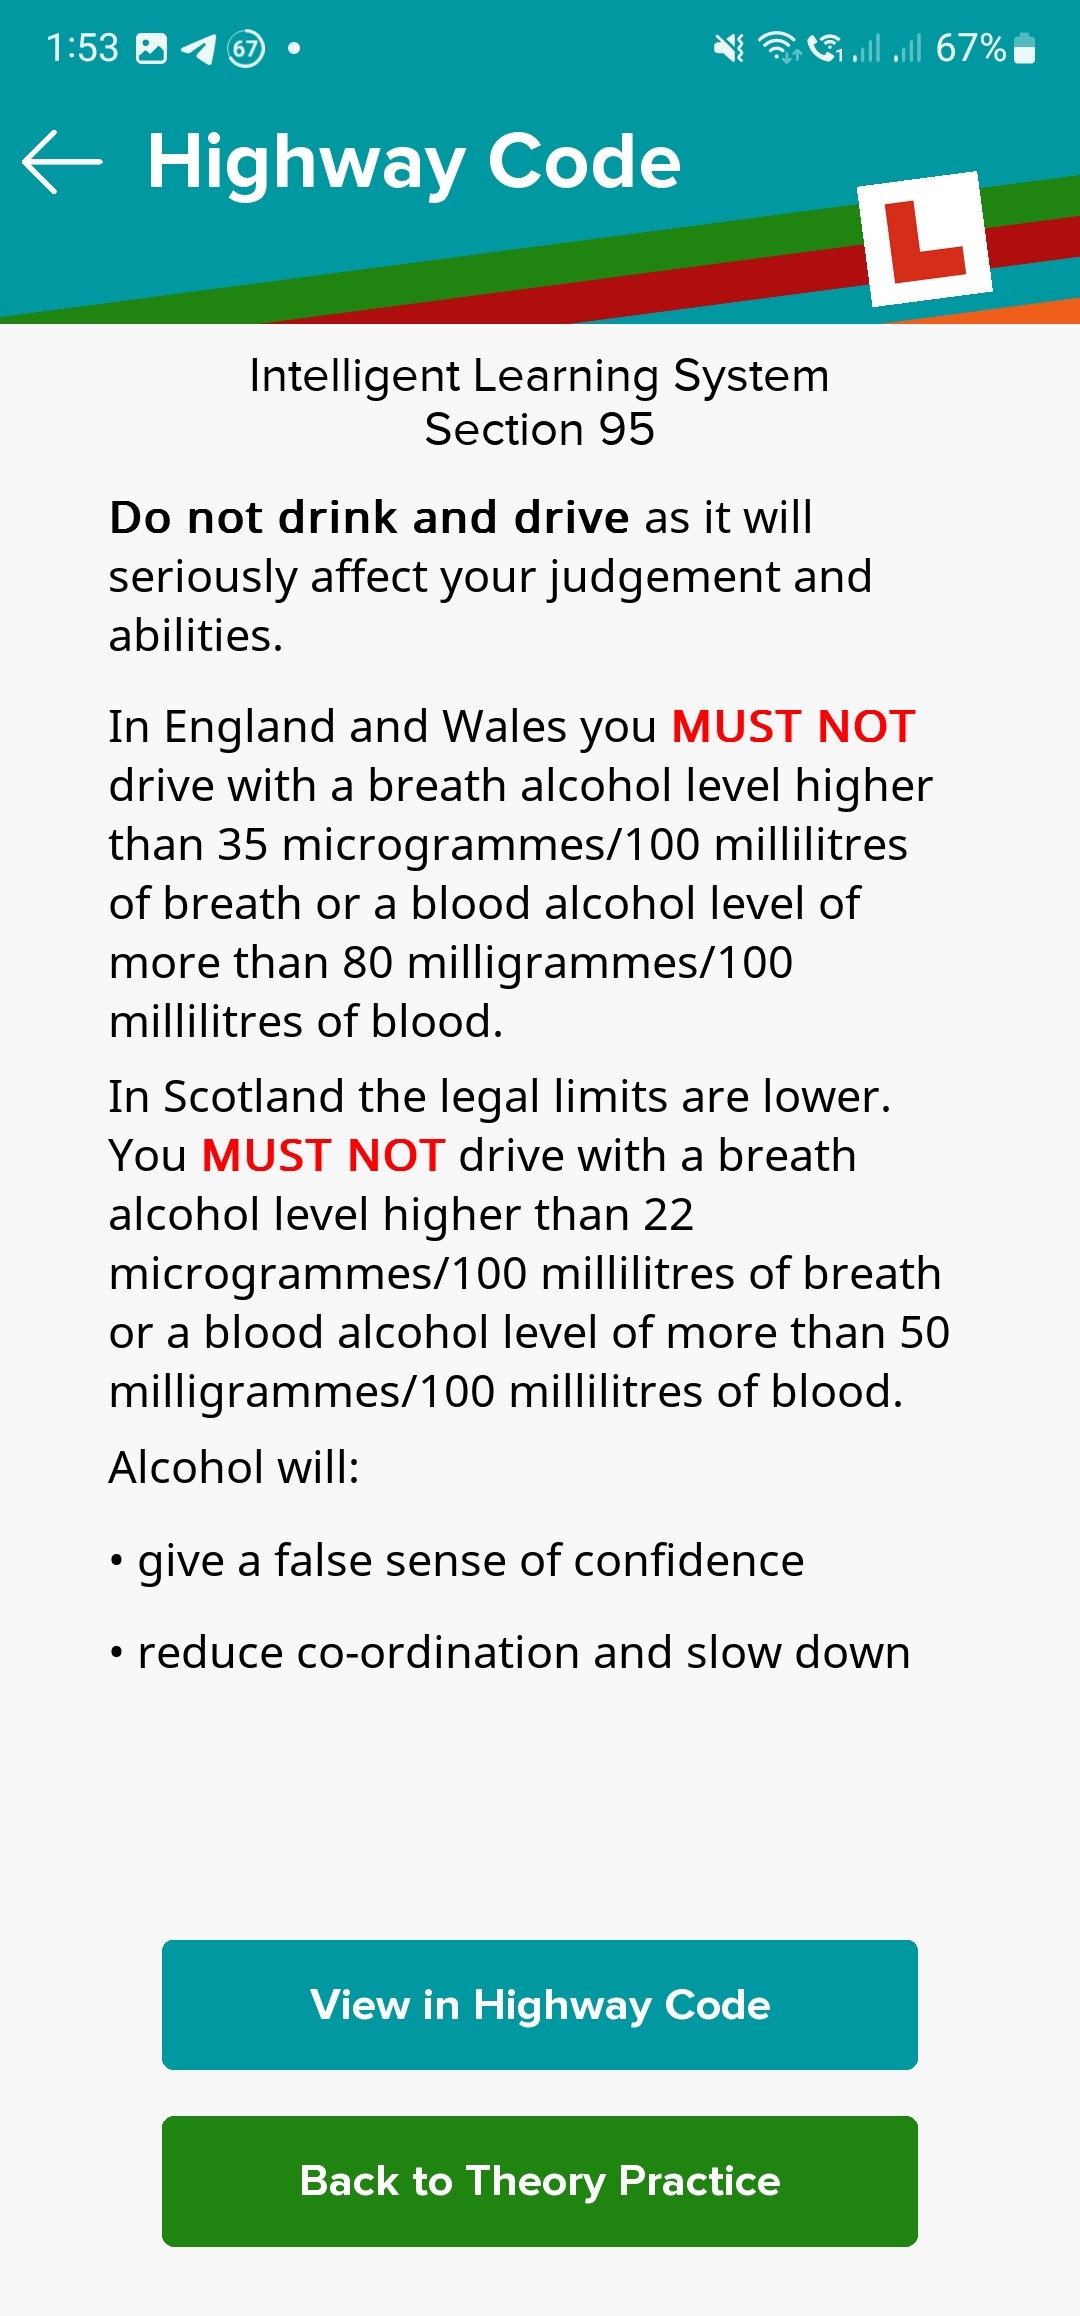 1:53 67 67%
Highway Code
L
Intelligent Learning System
Section 95
Do not drink and drive as it will
seriously affect your judgement and
abilities.
In England and Wales you MUST NOT
drive with a breath alcohol level higher
than 35 microgrammes/100 millilitres
of breath or a blood alcohol level of
more than 80 milligrammes/100
millilitres of blood.
In Scotland the legal limits are lower.
You MUST NOT drive with a breath
alcohol level higher than 22
microgrammes/100 millilitres of breath
or a blood alcohol level of more than 50
milligrammes/100 millilitres of blood.
Alcohol will:
• give a false sense of confidence
• reduce co-ordination and slow down
View in Highway Code
Back to Theory Practice